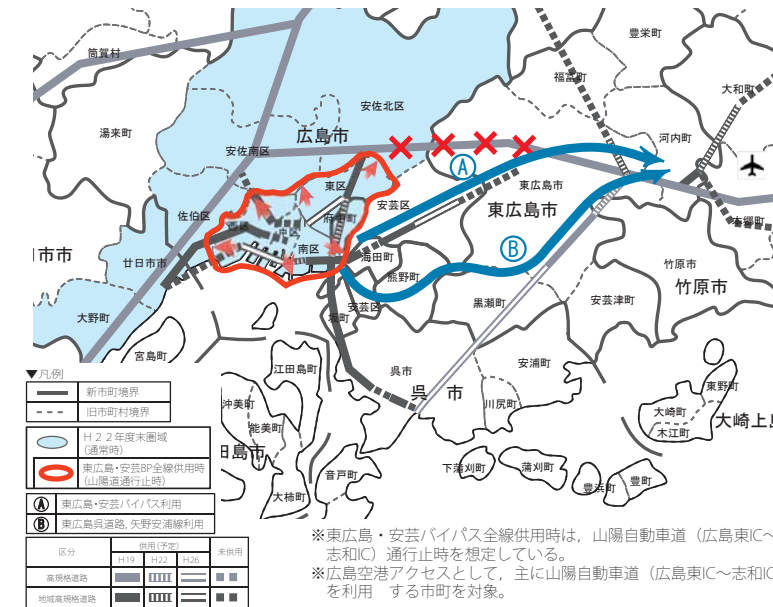 豊栄町
筒賀村
福富町
大和町
安佐北区
湯来町
広島市
河内町
安佐南区
A
東区
東広島市
安芸区
佐伯区
府中町
東広島市
西区
中区
本郷町
南区
B
海田町
市市
廿日市市
竹原市
熊野町
竹原市
黒瀬町
安芸津町
安芸区
大野町
坂町
宮島町
安浦町
江田島町
呉市
▼凡例
東野町
新市町境界
呉 市
沖美町
川尻町
大崎町
旧市町村境界
大崎上島
能美町
木江町
H22年度末圏域
(通常時)
田島市
下蒲刈町
蒲刈町
豊町
東広島・安芸BP全線供用時
(山陽道通行止時)
音戸町
豊浜町
大柿町
A 東広島・安芸バイパス利用
B 東広島呉道路, 矢野安浦線利用
区分 供用(予定) 未供用
H19 H22 H26
高規格道路
地域高規格道路
※東広島・安芸バイパス全線供用時は，山陽自動車道（広島東IC～
志和IC）通行止時を想定している。
※広島空港アクセスとして，主に山陽自動車道（広島東IC～志和IC
を利用 する市町を対象。